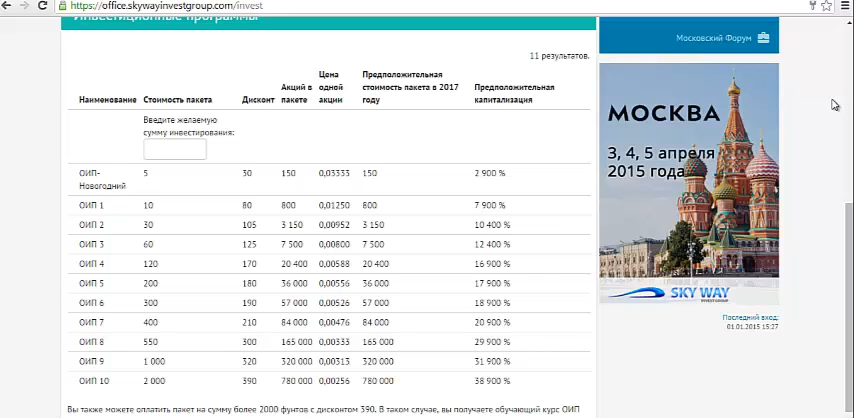 https://office.skywayinvestgroup.com/invest
Инвестиционные программы
11 результатов.
Наименование Стоимость пакета Дисконт Акций в пакете Цена одной акции Предположительная стоимость пакета в 2017 году Предположительная капитализация
Введите желаемую
сумму инвестирования:
ОИП-Новогодний 5 30 150 0,03333 150 2 900 %
ОИП 1 10 80 800 0,01250 800 7 900 %
ОИП 2 30 105 3 150 0,00952 3 150 10 400 %
ОИП 3 60 125 7 500 0,00800 7 500 12 400 %
ОИП 4 120 170 20 400 0,00588 20 400 16 900 %
ОИП 5 200 180 36 000 0,00556 36 000 17 900 %
ОИП 6 300 190 57 000 0,00526 57 000 18 900 %
ОИП 7 400 210 84 000 0,00476 84 000 20 900 %
ОИП 8 550 300 165 000 0,00333 165 000 29 900 %
ОИП 9 1 000 320 320 000 0,00313 320 000 31 900 %
ОИП 10 2 000 390 780 000 0,00256 780 000 38 900 %
Вы также можете оплатить пакет на сумму более 2000 фунтов с дисконтом 390. В таком случае, вы получаете обучающий курс ОИП
Московский Форум
МОСКВА
3, 4, 5 апреля
2015 года
SKY WAY
INVEST GROUP
Последний вход:
01.01.2015 15:27